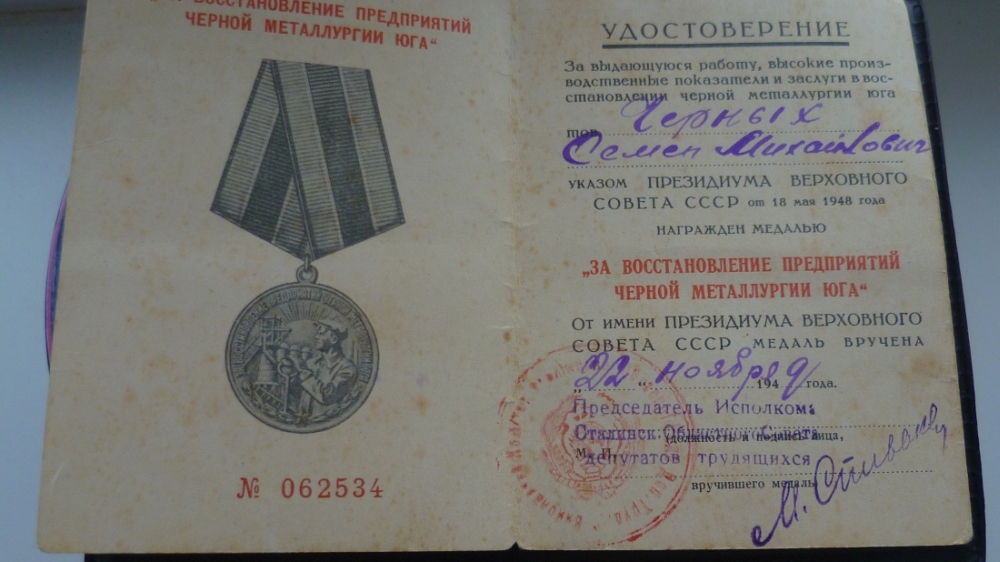 ВОССТАНОВЛЕНИЕ ПРЕДПРИЯТИЙ
ЧЕРНОЙ МЕТАЛЛУРГИИ ЮГА“
№ 062534
УДОСТОВЕРЕНИЕ
За выдающуюся работу, высокие произ-
водственные показатели и заслуги в вос-
становлении черной металлургии юга
тов. Черных
Семен Михайлович
указом ПРЕЗИДИУМА ВЕРХОВНОГО
СОВЕТА СССР от 18 мая 1948 года
НАГРАЖДЕН МЕДАЛЬЮ
„ЗА ВОССТАНОВЛЕНИЕ ПРЕДПРИЯТИЙ
ЧЕРНОЙ МЕТАЛЛУРГИИ ЮГА“
От имени ПРЕЗИДИУМА ВЕРХОВНОГО
СОВЕТА СССР МЕДАЛЬ ВРУЧЕНА
„22“ ноября 1949 года.
Председатель Исполкома
Сталинск. Областного Совета
(должность и подпись лица,
М. П.
депутатов трудящихся
вручившего медаль)